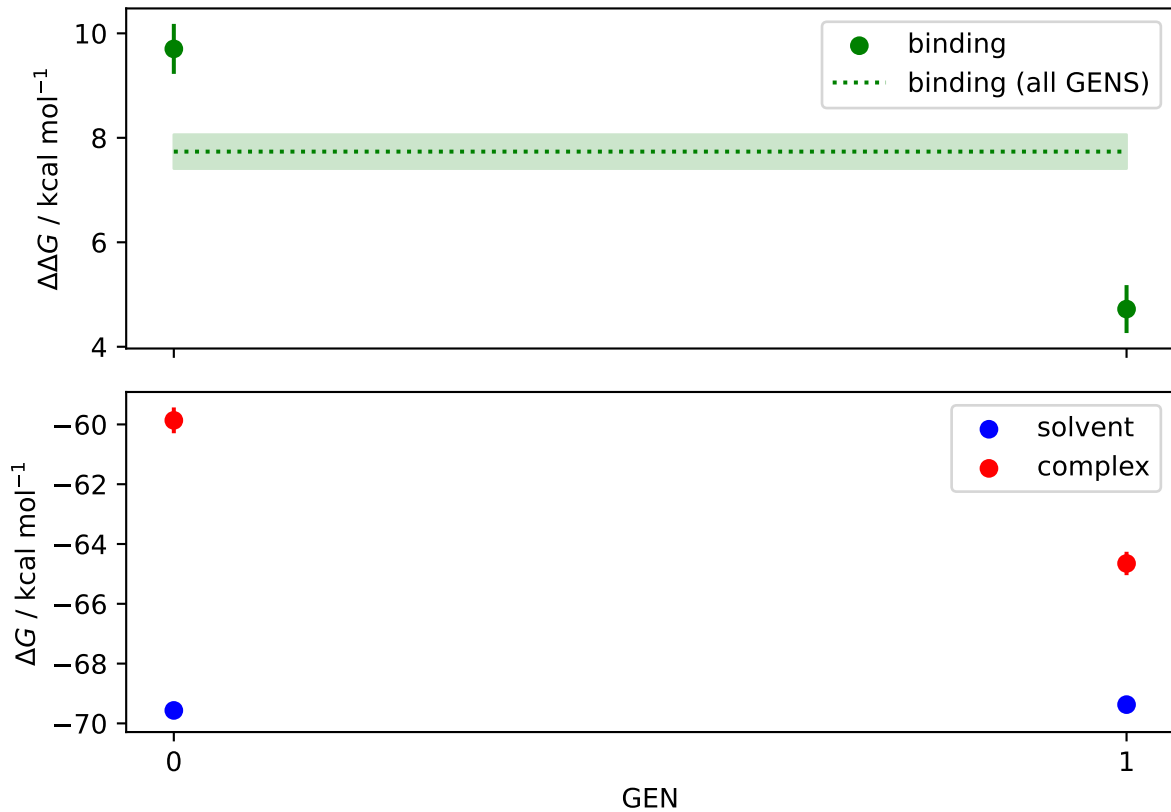 10
8
6
4
ΔΔG / kcal mol⁻¹
binding
binding (all GENS)
−60
−62
−64
−66
−68
−70
ΔG / kcal mol⁻¹
solvent
complex
0
1
GEN